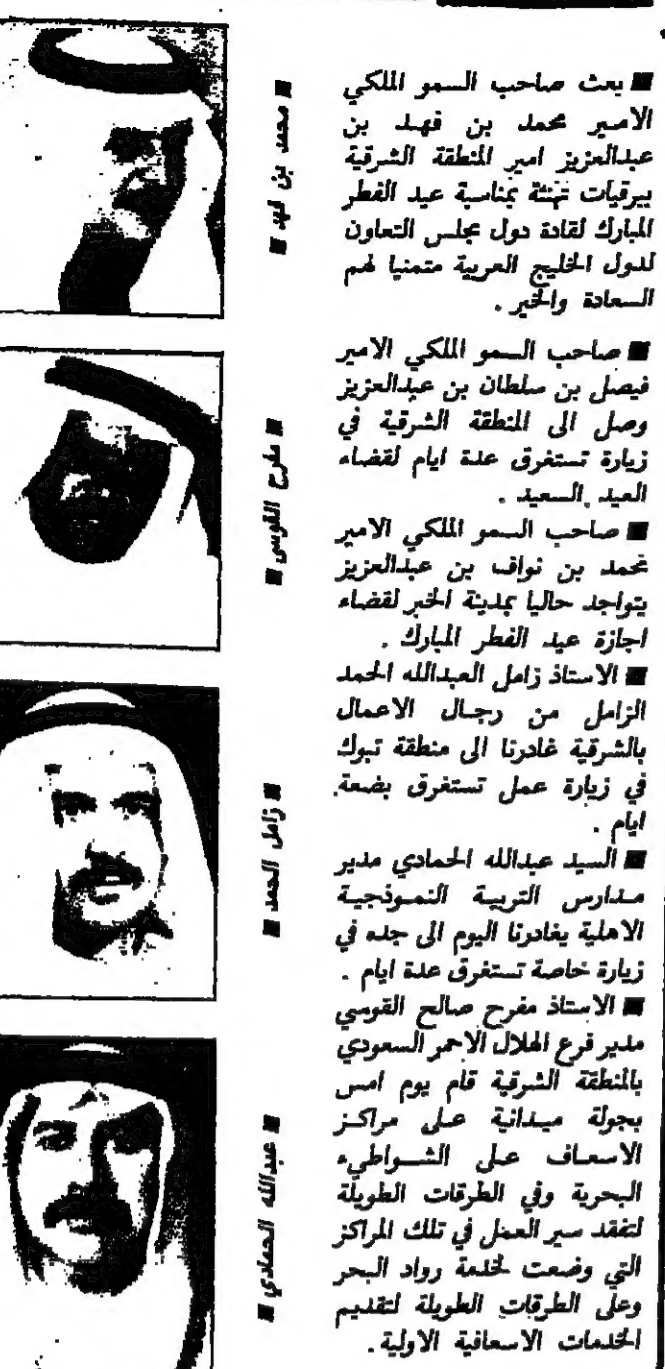 ■ بعث صاحب السمو الملكي
الامير محمد بن فهد بن
عبدالعزيز امير المنطقة الشرقية
ببرقيات تهنئة بمناسبة عيد الفطر
المبارك لقادة دول مجلس التعاون
لدول الخليج العربية متمنيا لهم
السعادة والخير .
■ صاحب السمو الملكي الامير
فيصل بن سلطان بن عبدالعزيز
وصل الى المنطقة الشرقية في
زيارة تستغرق عدة ايام لقضاء
العيد السعيد .
■ صاحب السمو الملكي الامير
محمد بن نواف بن عبدالعزيز
يتواجد حاليا بمدينة الخبر لقضاء
اجازة عيد الفطر المبارك .
■ الاستاذ زامل العبدالله الحمد
الزامل من رجال الاعمال
بالشرقية غادرنا الى منطقة تبوك
في زيارة عمل تستغرق بضعة
ايام .
■ السيد عبدالله الحمادي مدير
مدارس التربية النموذجية
الاهلية يغادرنا اليوم الى جده في
زيارة خاصة تستغرق عدة ايام .
■ الاستاذ مفرح صالح القوسي
مدير فرع الهلال الاحمر السعودي
بالمنطقة الشرقية قام يوم امس
بجولة ميدانية على مراكز
الاسعاف على الشواطيء
البحرية وفي الطرقات الطويلة
لتفقد سير العمل في تلك المراكز
التي وضعت لخدمة رواد البحر
وعلى الطرقات الطويلة لتقديم
الخدمات الاسعافية الاولية .
■ محمد بن فهد ■
■ مفرح القوسي ■
■ زامل الحمد ■
■ عبدالله الحمادي ■